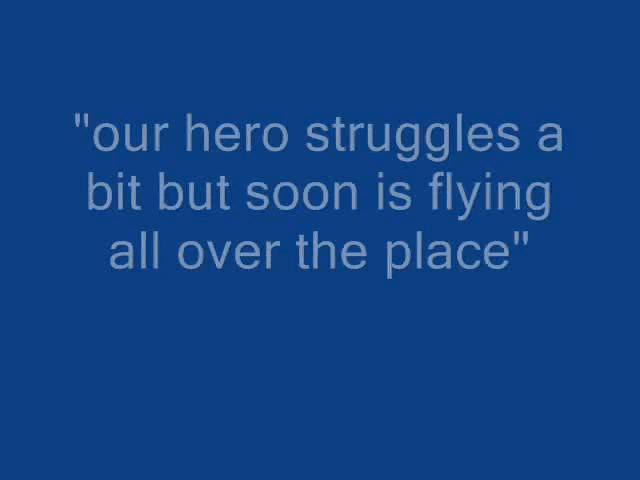 "our hero struggles a
bit but soon is flying
all over the place"